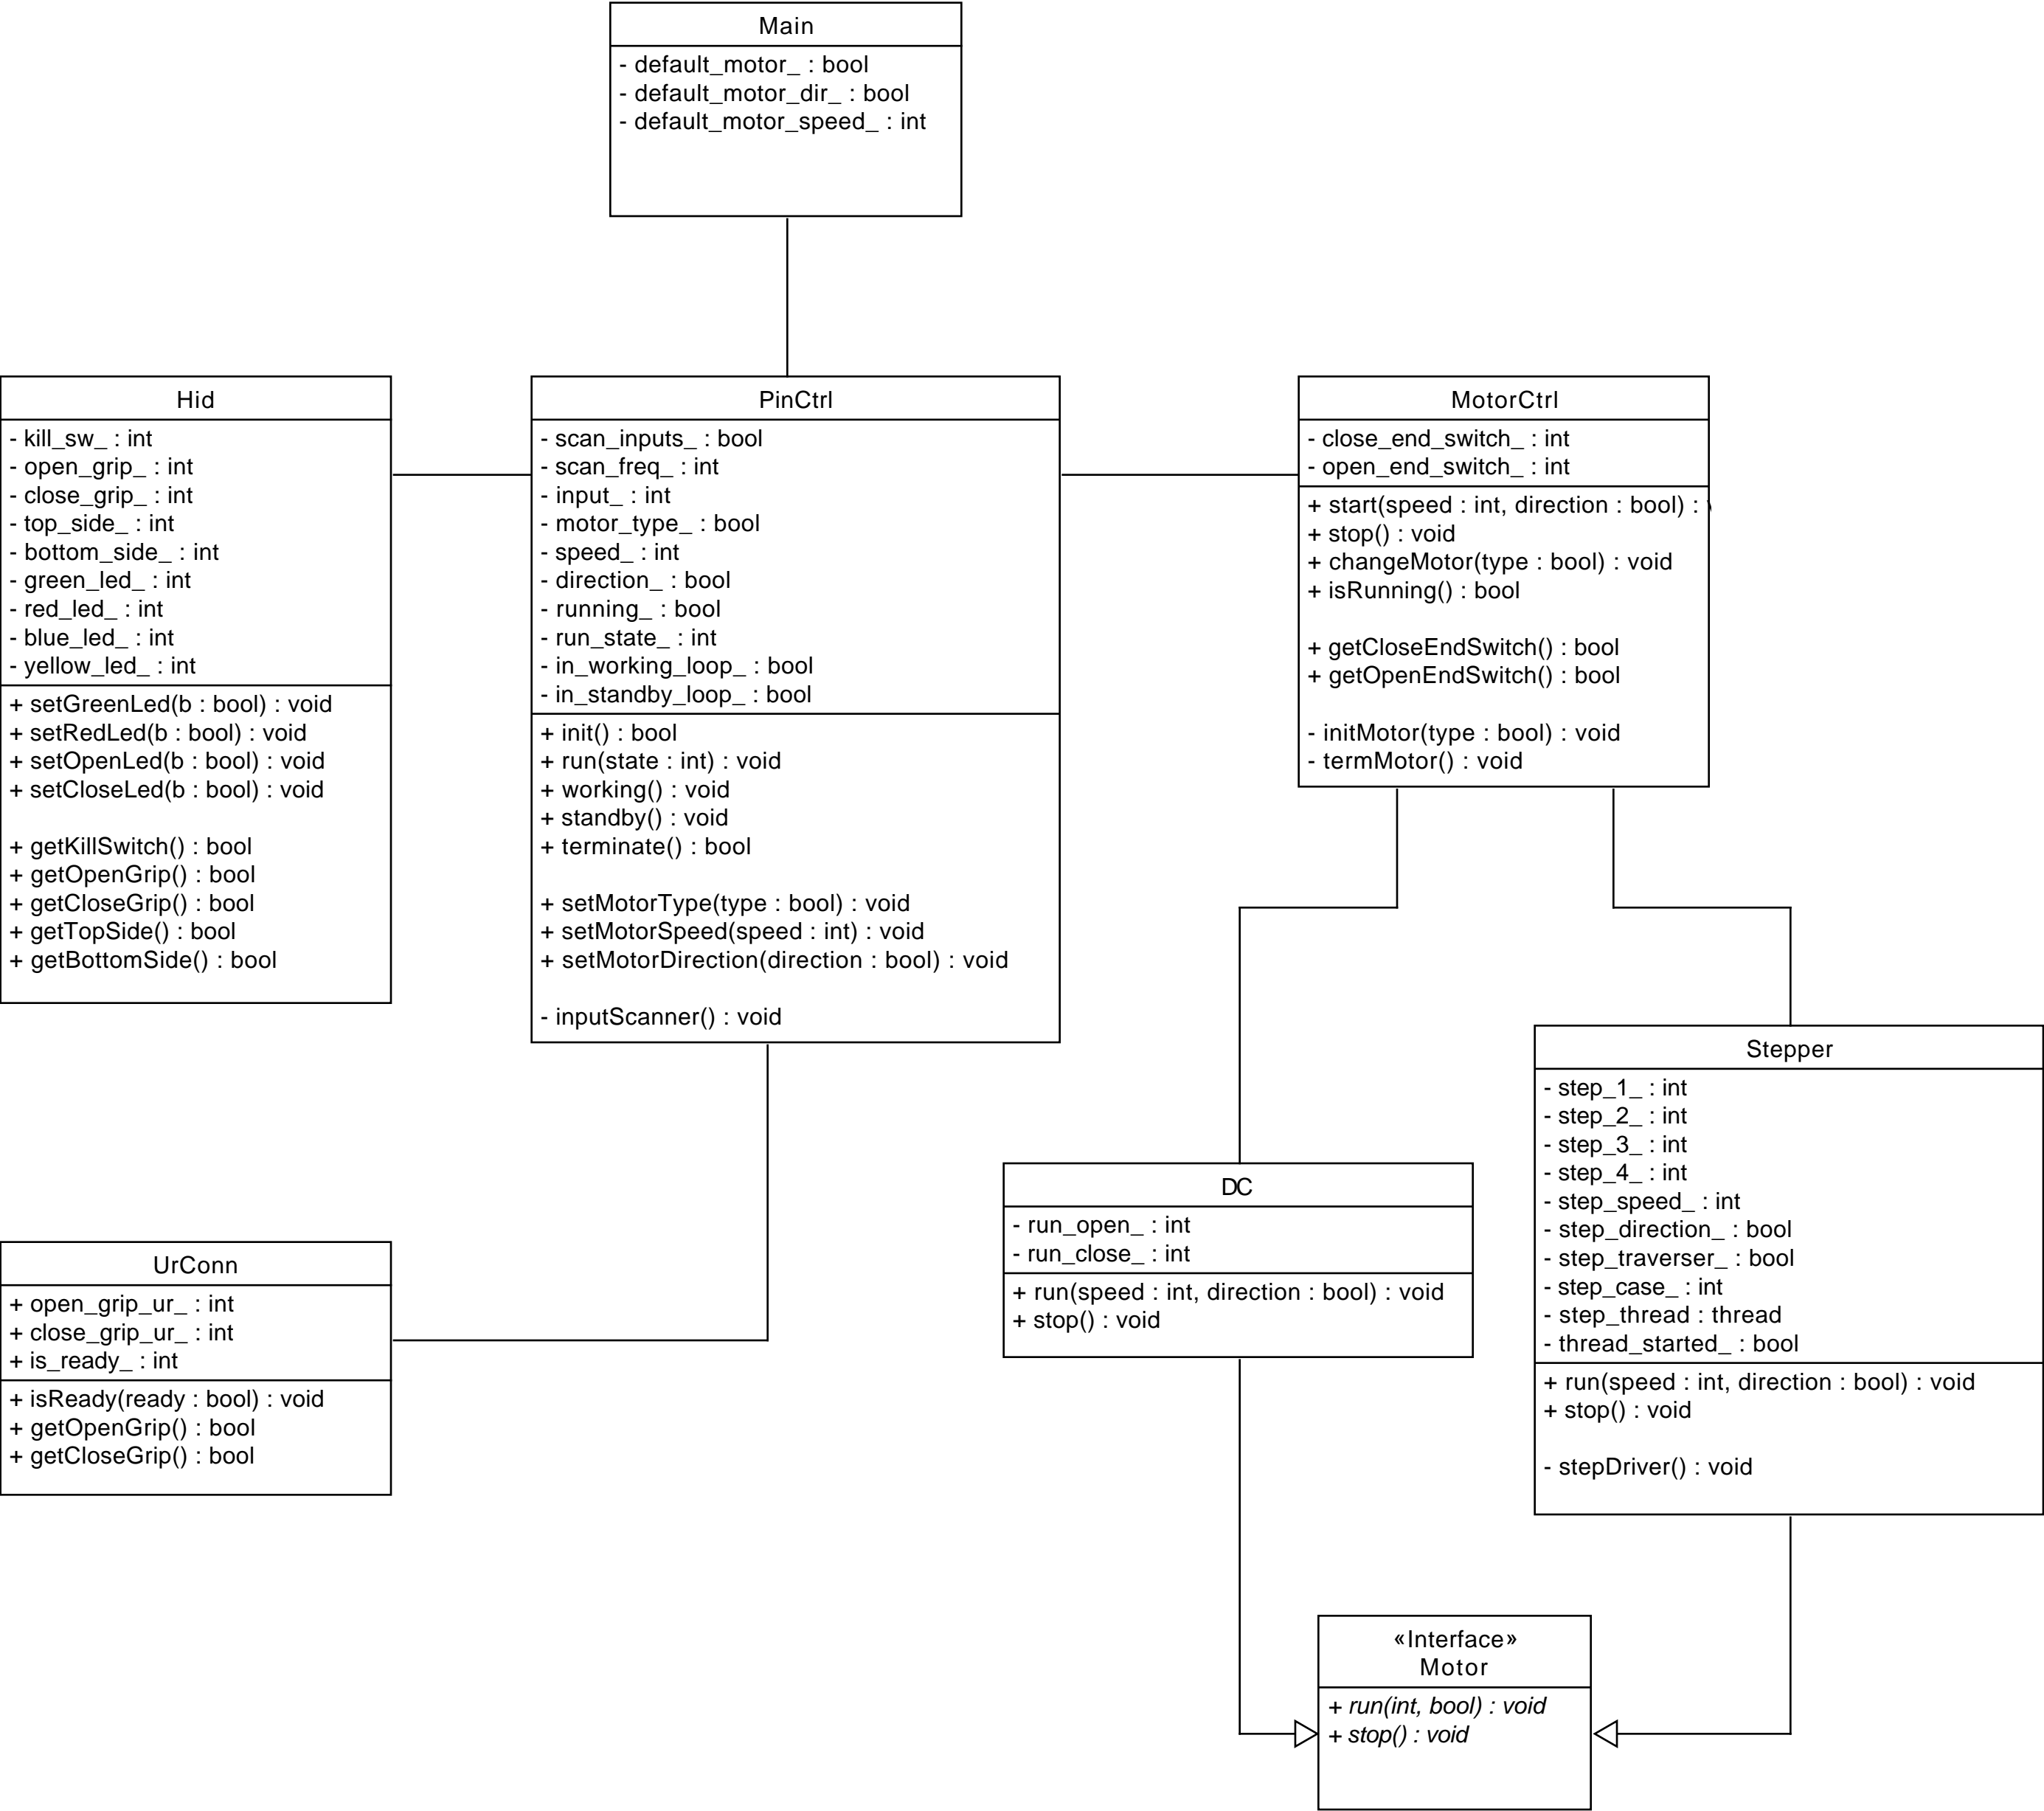 Main
- default_motor_ : bool
- default_motor_dir_ : bool
- default_motor_speed_ : int
Hid
- kill_sw_ : int
- open_grip_ : int
- close_grip_ : int
- top_side_ : int
- bottom_side_ : int
- green_led_ : int
- red_led_ : int
- blue_led_ : int
- yellow_led_ : int
+ setGreenLed(b : bool) : void
+ setRedLed(b : bool) : void
+ setOpenLed(b : bool) : void
+ setCloseLed(b : bool) : void
+ getKillSwitch() : bool
+ getOpenGrip() : bool
+ getCloseGrip() : bool
+ getTopSide() : bool
+ getBottomSide() : bool
PinCtrl
- scan_inputs_ : bool
- scan_freq_ : int
- input_ : int
- motor_type_ : bool
- speed_ : int
- direction_ : bool
- running_ : bool
- run_state_ : int
- in_working_loop_ : bool
- in_standby_loop_ : bool
+ init() : bool
+ run(state : int) : void
+ working() : void
+ standby() : void
+ terminate() : bool
+ setMotorType(type : bool) : void
+ setMotorSpeed(speed : int) : void
+ setMotorDirection(direction : bool) : void
- inputScanner() : void
MotorCtrl
- close_end_switch_ : int
- open_end_switch_ : int
+ start(speed : int, direction : bool) :
+ stop() : void
+ changeMotor(type : bool) : void
+ isRunning() : bool
+ getCloseEndSwitch() : bool
+ getOpenEndSwitch() : bool
- initMotor(type : bool) : void
- termMotor() : void
UrConn
+ open_grip_ur_ : int
+ close_grip_ur_ : int
+ is_ready_ : int
+ isReady(ready : bool) : void
+ getOpenGrip() : bool
+ getCloseGrip() : bool
DC
- run_open_ : int
- run_close_ : int
+ run(speed : int, direction : bool) : void
+ stop() : void
Stepper
- step_1_ : int
- step_2_ : int
- step_3_ : int
- step_4_ : int
- step_speed_ : int
- step_direction_ : bool
- step_traverser_ : bool
- step_case_ : int
- step_thread : thread
- thread_started_ : bool
+ run(speed : int, direction : bool) : void
+ stop() : void
- stepDriver() : void
«Interface»
Motor
+ run(int, bool) : void
+ stop() : void